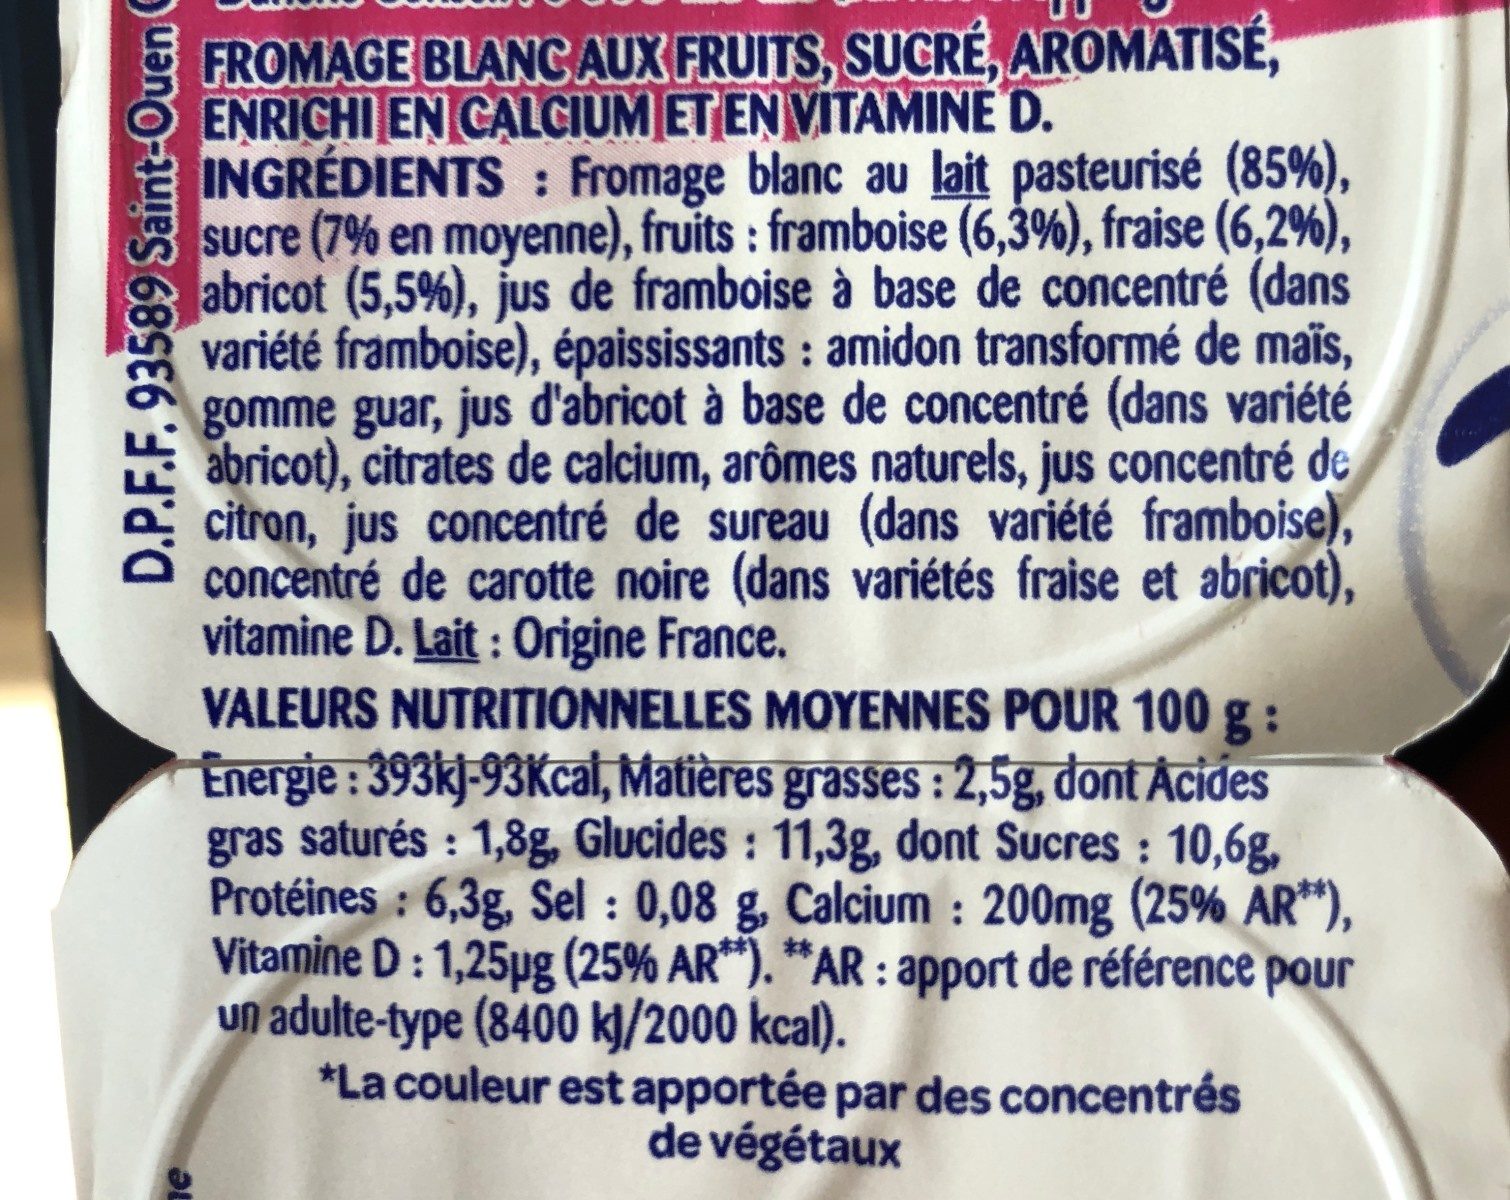 FROMAGE BLANC AUX FRUITS, SUCRÉ, AROMATISÉ,
ENRICHI EN CALCIUM ET EN VITAMINE D.
INGRÉDIENTS : Fromage blanc au lait pasteurisé (85%),
sucre (7% en moyenne), fruits : framboise (6,3%), fraise (6,2%),
abricot (5,5%), jus de framboise à base de concentré (dans
variété framboise), épaississants : amidon transformé de maïs,
gomme guar, jus d'abricot à base de concentré (dans variété
abricot), citrates de calcium, arômes naturels, jus concentré de
citron, jus concentré de sureau (dans variété framboise),
concentré de carotte noire (dans variétés fraise et abricot),
vitamine D. Lait : Origine France.
VALEURS NUTRITIONNELLES MOYENNES POUR 100 g :
Energie : 393kJ-93Kcal, Matières grasses : 2,5g, dont Acides
gras saturés : 1,8g, Glucides : 11,3g, dont Sucres : 10,6g,
Protéines : 6,3g, Sel : 0,08 g, Calcium : 200mg (25% AR**),
Vitamine D : 1,25µg (25% AR**). **AR : apport de référence pour
un adulte-type (8400 kJ/2000 kcal).
*La couleur est apportée par des concentrés
de végétaux
D.P.F.F. 93589 Saint-Ouen